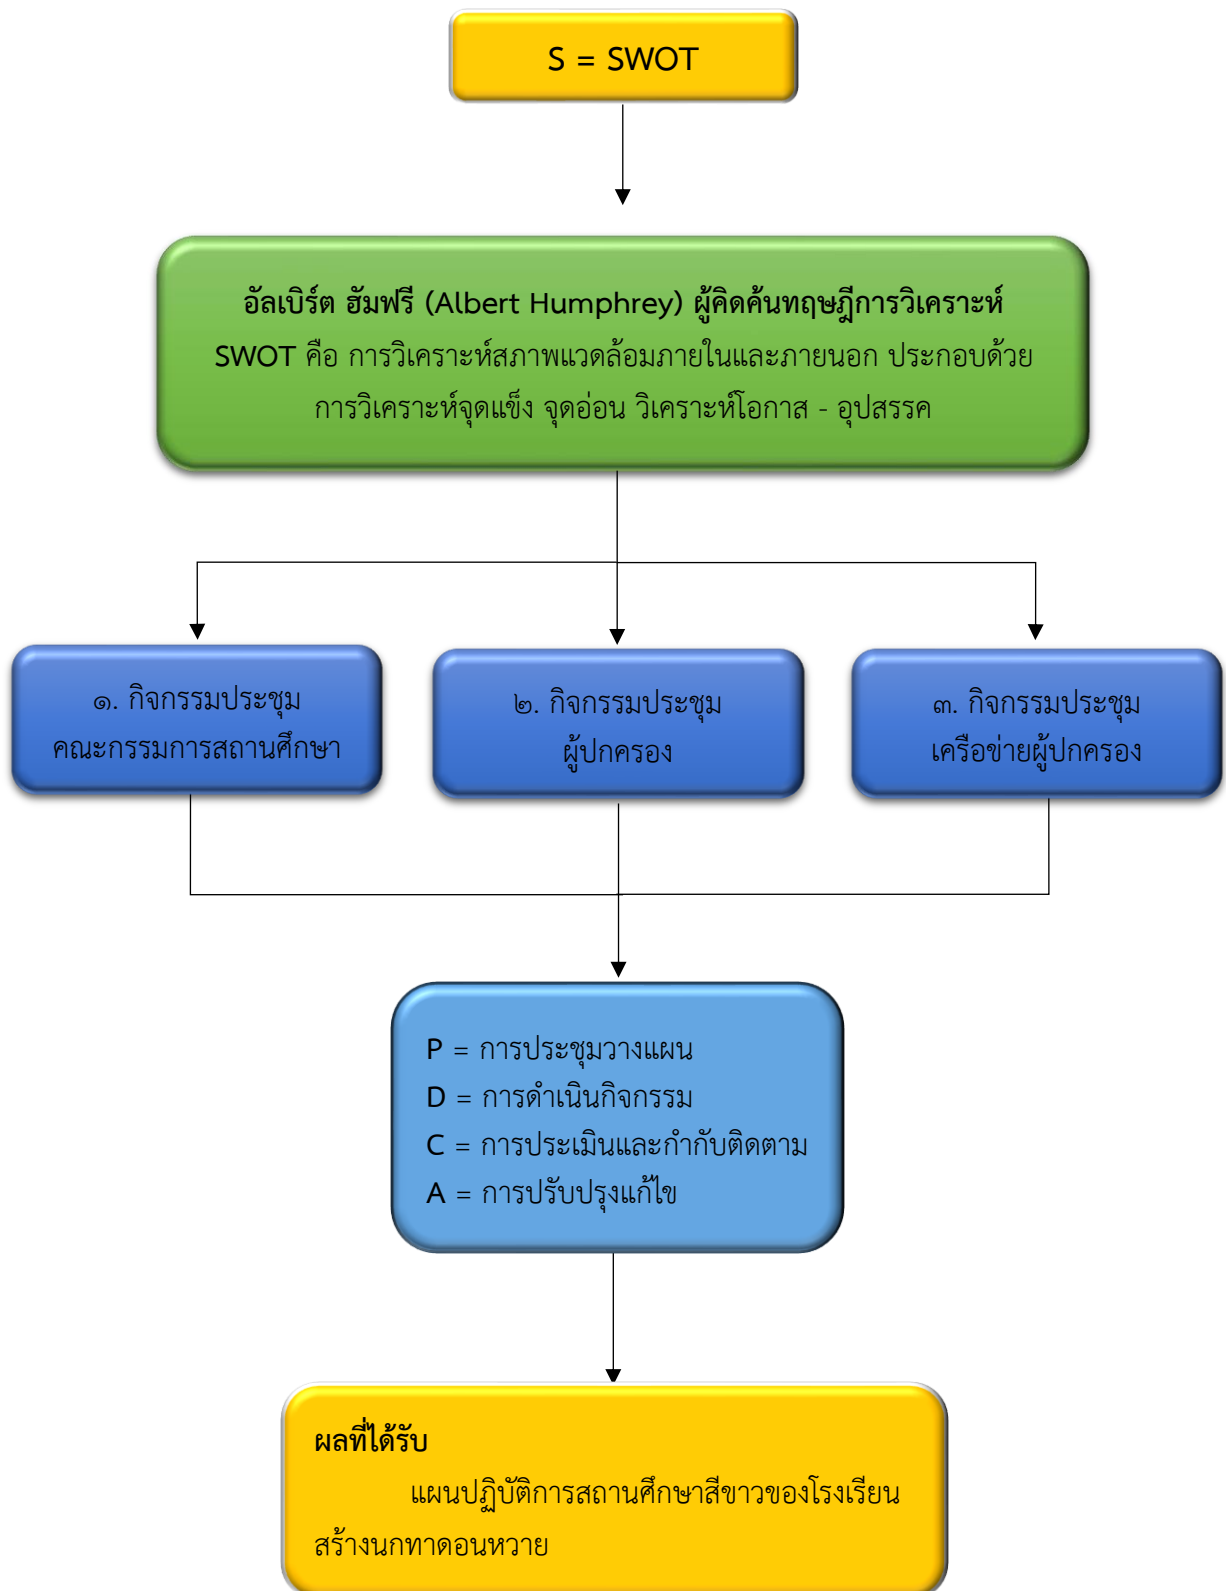 S = SWOT
อัลเบิร์ต ฮัมฟรี (Albert Humphrey) ผู้คิดค้นทฤษฎีการวิเคราะห์
SWOT คือ การวิเคราะห์สภาพแวดล้อมภายในและภายนอก ประกอบด้วย
การวิเคราะห์จุดแข็ง จุดอ่อน วิเคราะห์โอกาส - อุปสรรค
๑. กิจกรรมประชุม
คณะกรรมการสถานศึกษา
๒. กิจกรรมประชุม
ผู้ปกครอง
๓. กิจกรรมประชุม
เครือข่ายผู้ปกครอง
P = การประชุมวางแผน
D = การดำเนินกิจกรรม
C = การประเมินและกำกับติดตาม
A = การปรับปรุงแก้ไข
ผลที่ได้รับ
แผนปฏิบัติการสถานศึกษาสีขาวของโรงเรียน
สร้างนกทาดอนหวาย